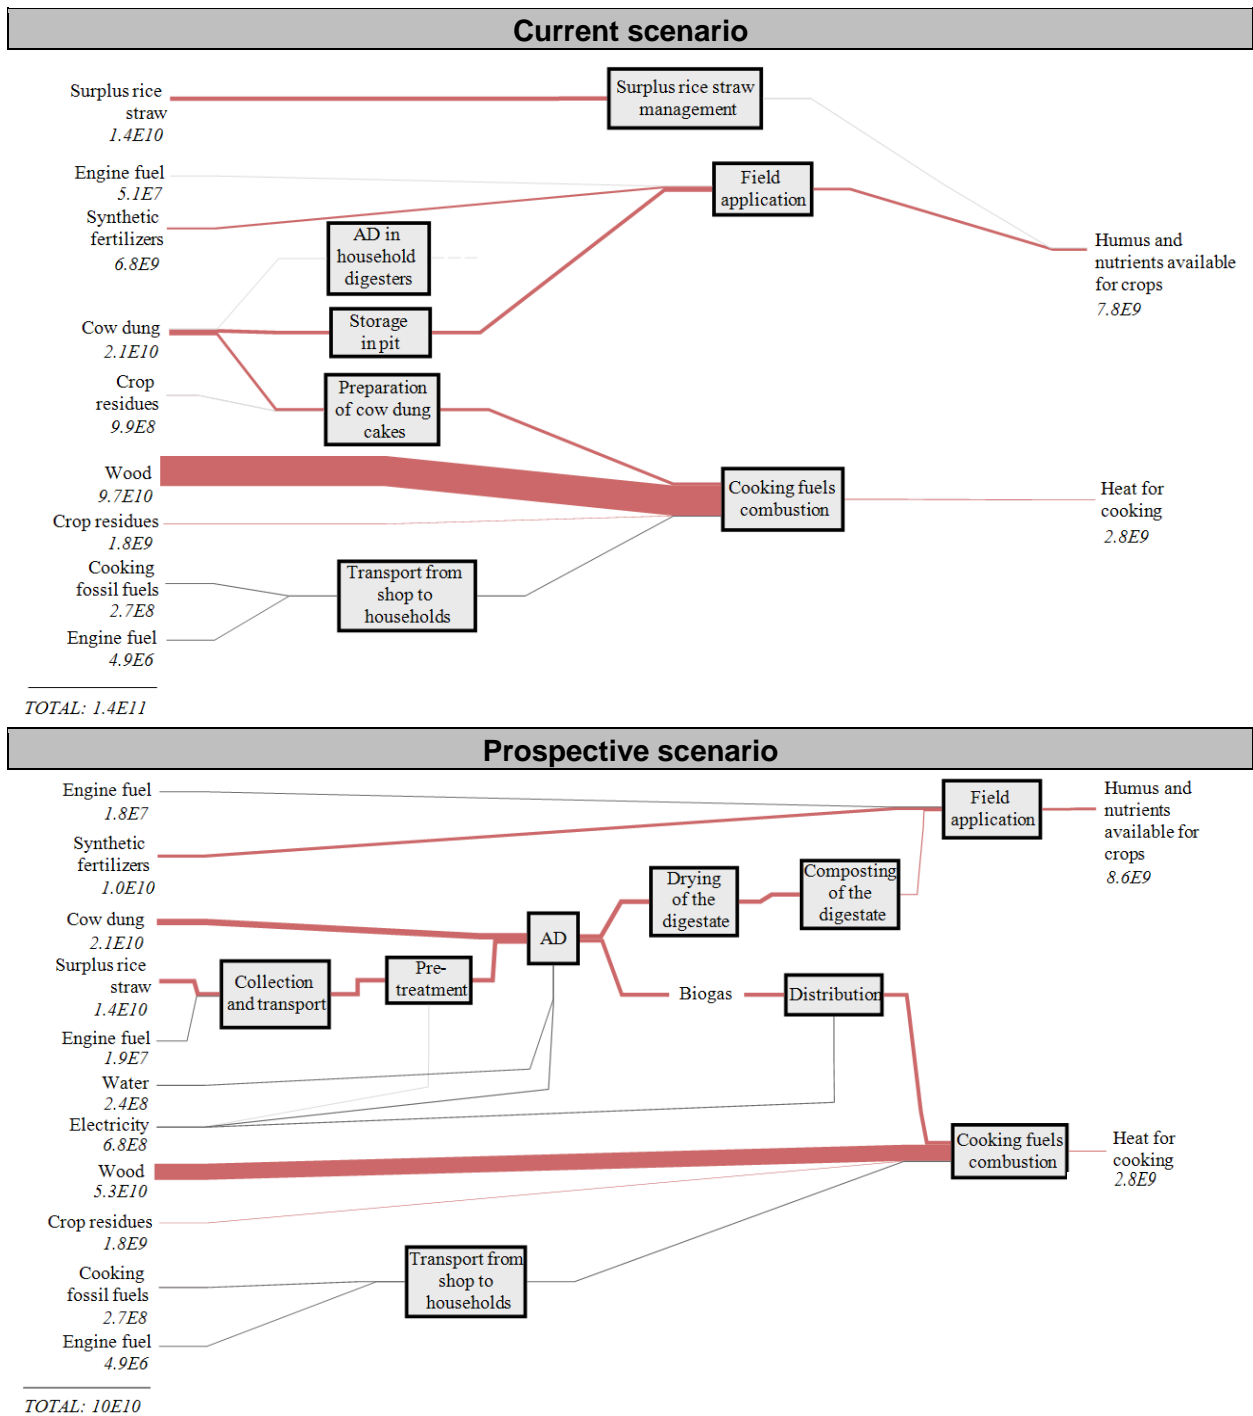 Current scenario
Surplus rice
straw
1.4E10
Surplus rice straw
management
Engine fuel
5.1E7
Field
application
Synthetic
fertilizers
6.8E9
AD in
household
digesters
Humus and
nutrients available
for crops
7.8E9
Cow dung
2.1E10
Storage
in pit
Crop
residues
9.9E8
Preparation
of cow dung
cakes
Wood
9.7E10
Cooking fuels
combustion
Heat for
cooking
2.8E9
Crop residues
1.8E9
Cooking
fossil fuels
2.7E8
Transport from
shop to
households
Engine fuel
4.9E6
TOTAL: 1.4E11
Prospective scenario
Engine fuel
1.8E7
Field
application
Humus and
nutrients
available for
crops
8.6E9
Synthetic
fertilizers
1.0E10
Drying
of the
digestate
Composting
of the
digestate
Cow dung
2.1E10
AD
Surplus rice
straw
1.4E10
Collection
and transport
Pre-
treatment
Biogas
Distribution
Engine fuel
1.9E7
Water
2.4E8
Electricity
6.8E8
Wood
5.3E10
Cooking fuels
combustion
Heat for
cooking
2.8E9
Crop residues
1.8E9
Cooking
fossil fuels
2.7E8
Transport from
shop to
households
Engine fuel
4.9E6
TOTAL: 10E10